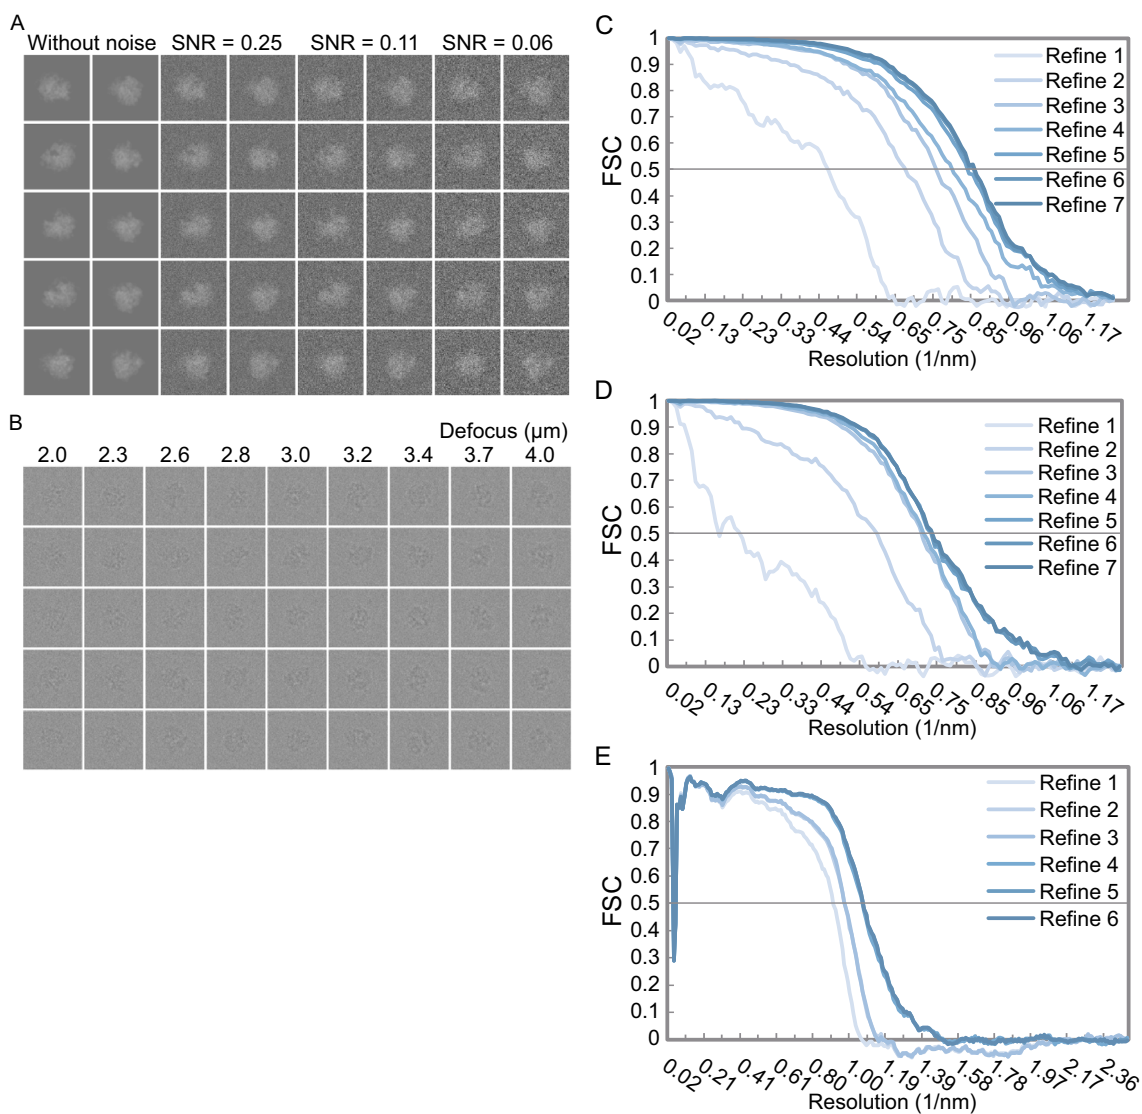 A
Without noise SNR = 0.25 SNR = 0.11 SNR = 0.06
B
Defocus (μm)
2.0 2.3 2.6 2.8 3.0 3.2 3.4 3.7 4.0
C
1
0.9
0.8
0.7
0.6
0.5
0.4
0.3
0.2
0.1
0
FSC
Refine 1
Refine 2
Refine 3
Refine 4
Refine 5
Refine 6
Refine 7
0.02 0.13 0.23 0.33 0.44 0.54 0.65 0.75 0.85 0.96 1.06 1.17
Resolution (1/nm)
D
1
0.9
0.8
0.7
0.6
0.5
0.4
0.3
0.2
0.1
0
FSC
Refine 1
Refine 2
Refine 3
Refine 4
Refine 5
Refine 6
Refine 7
0.02 0.13 0.23 0.33 0.44 0.54 0.65 0.75 0.85 0.96 1.06 1.17
Resolution (1/nm)
E
1
0.9
0.8
0.7
0.6
0.5
0.4
0.3
0.2
0.1
0
FSC
Refine 1
Refine 2
Refine 3
Refine 4
Refine 5
Refine 6
0.02 0.21 0.41 0.61 0.80 1.00 1.19 1.39 1.58 1.78 1.97 2.17 2.36
Resolution (1/nm)